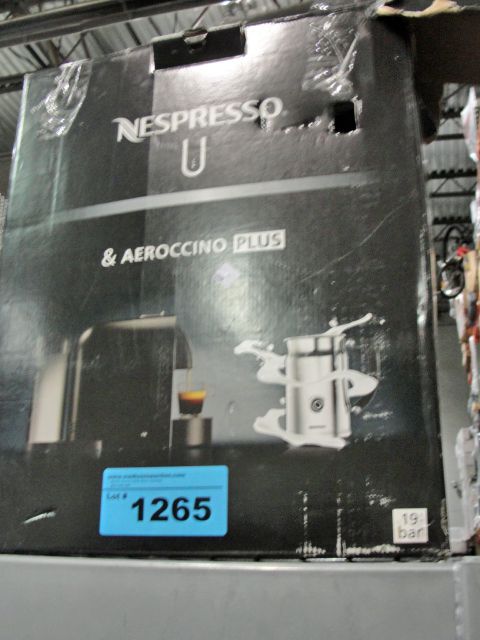 NESPRESSO
U
& AEROCCINO PLUS
Lot #
1265
19
bar